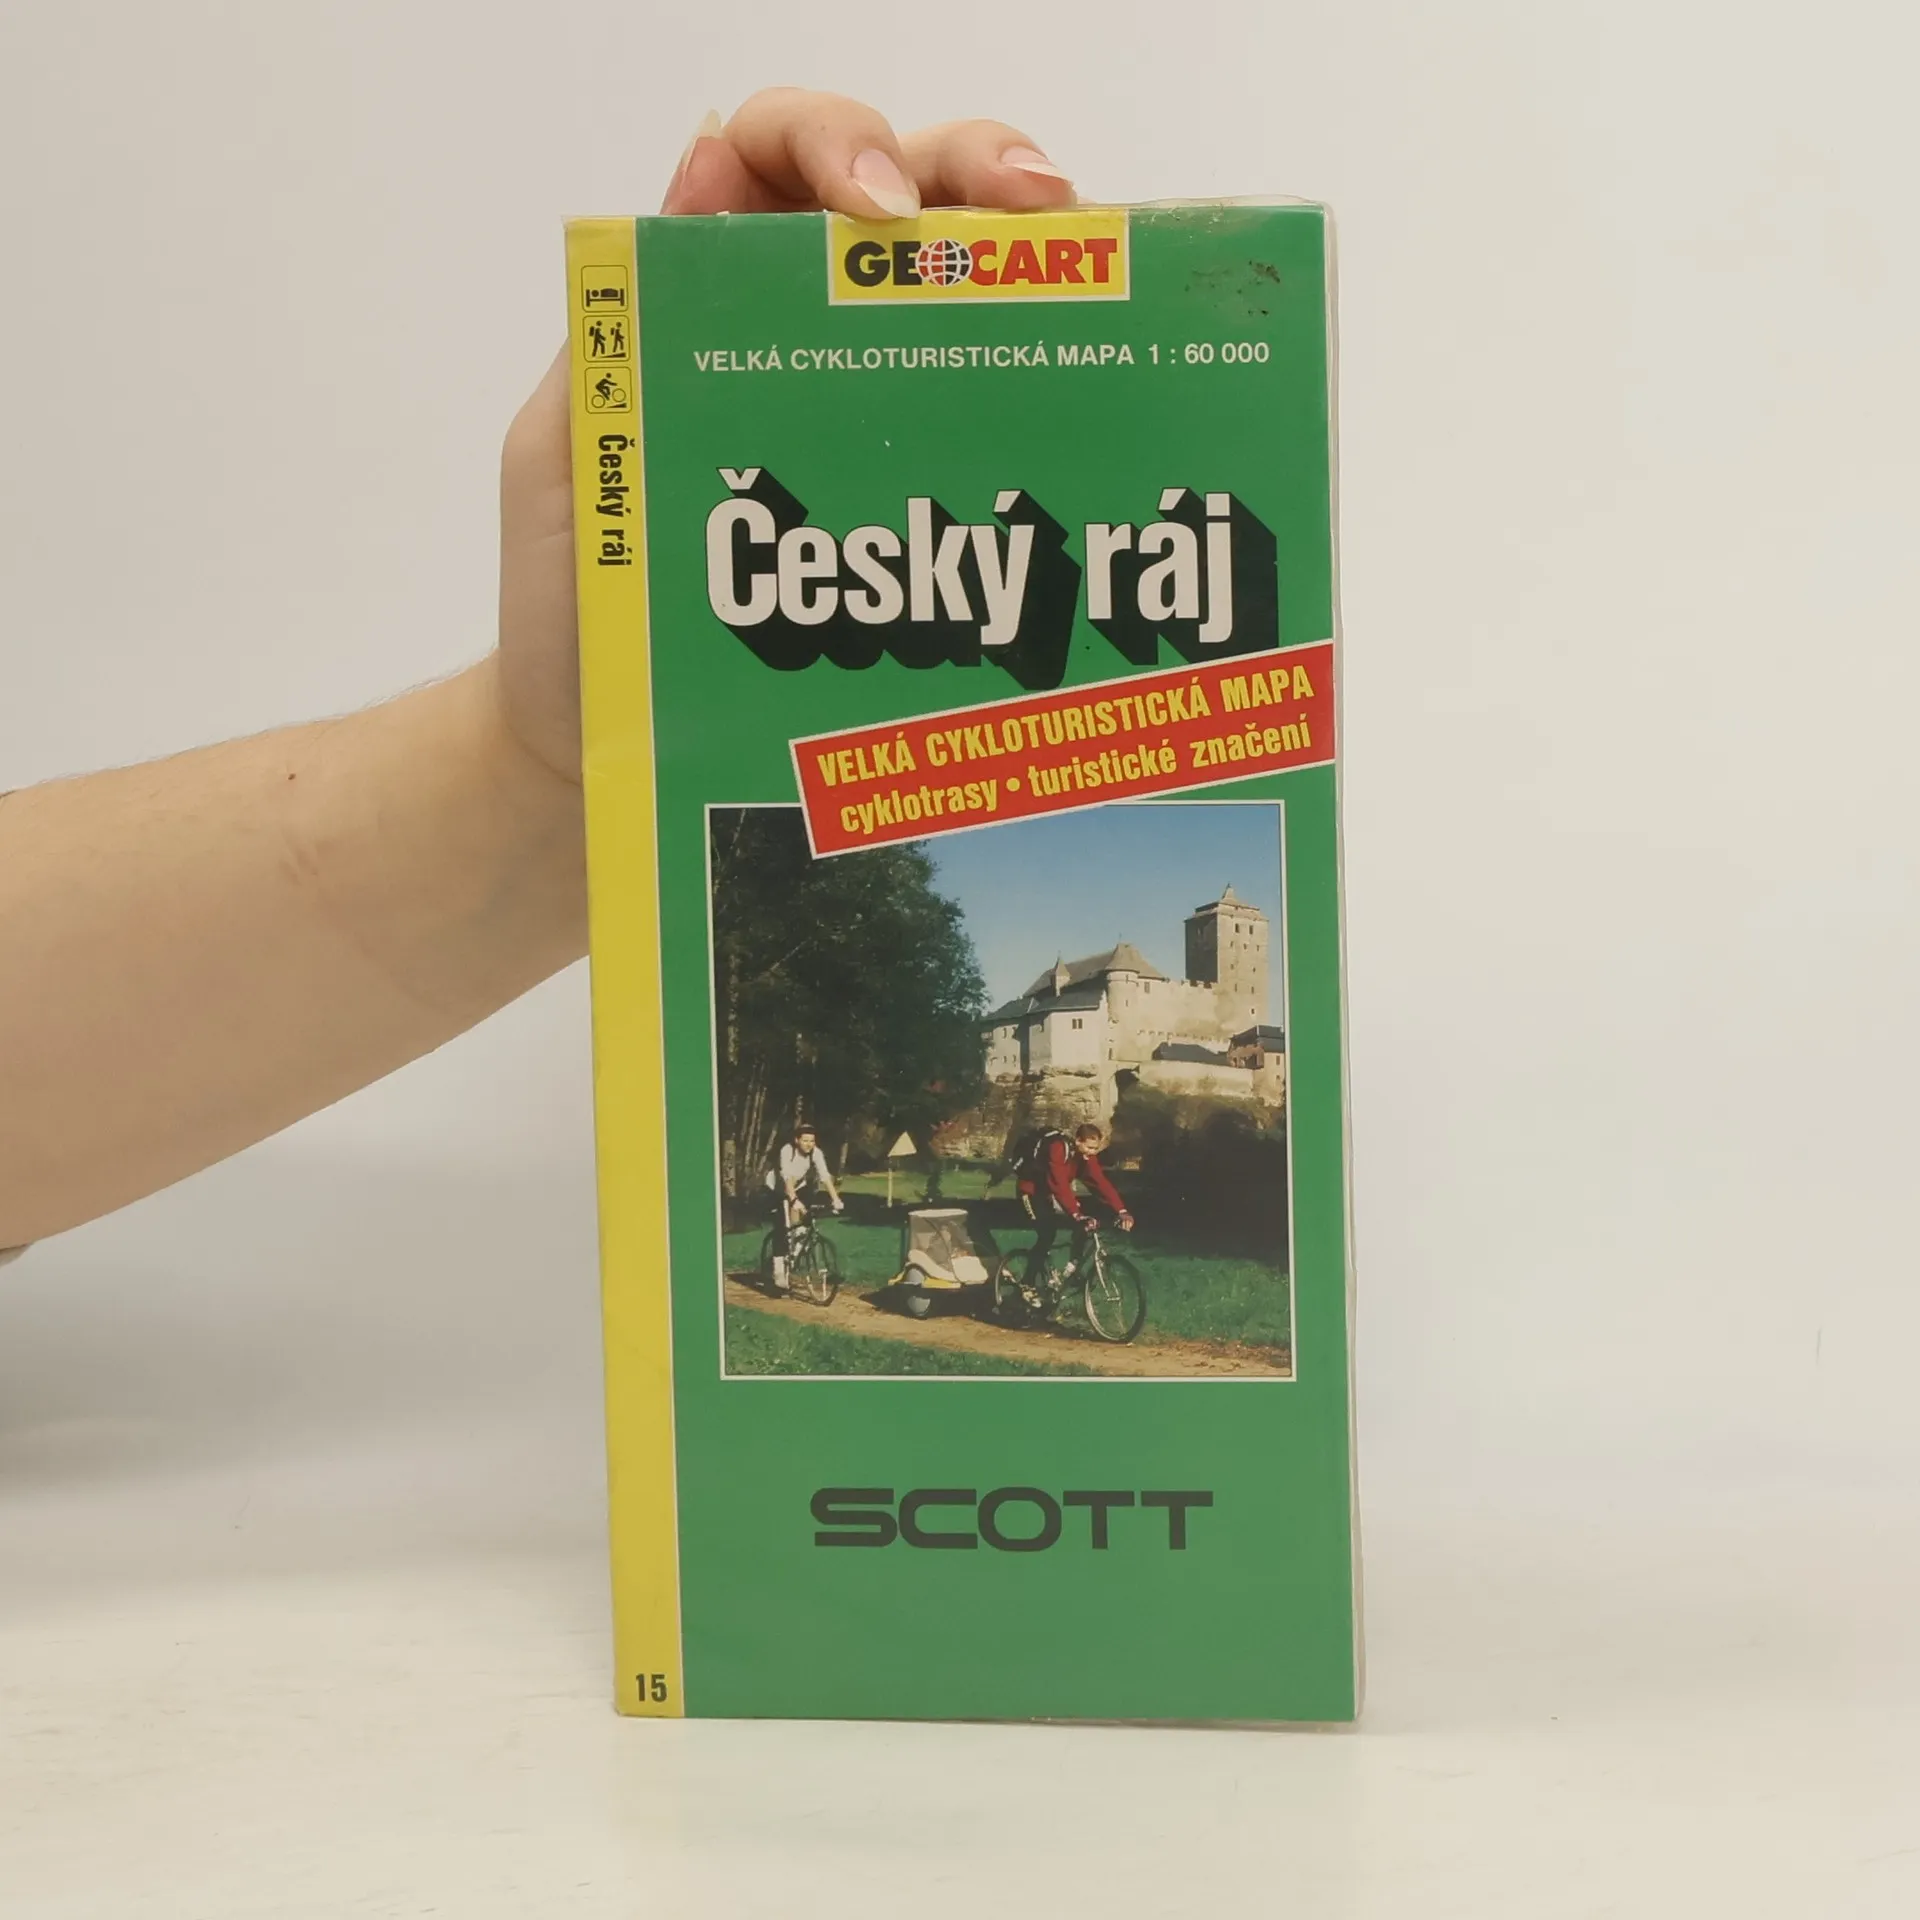 GEOCART
VELKÁ CYKLOTURISTICKÁ MAPA 1 : 60 000
Český ráj
Český ráj
VELKÁ CYKLOTURISTICKÁ MAPA
cyklotrasy • turistické značení
SCOTT
15